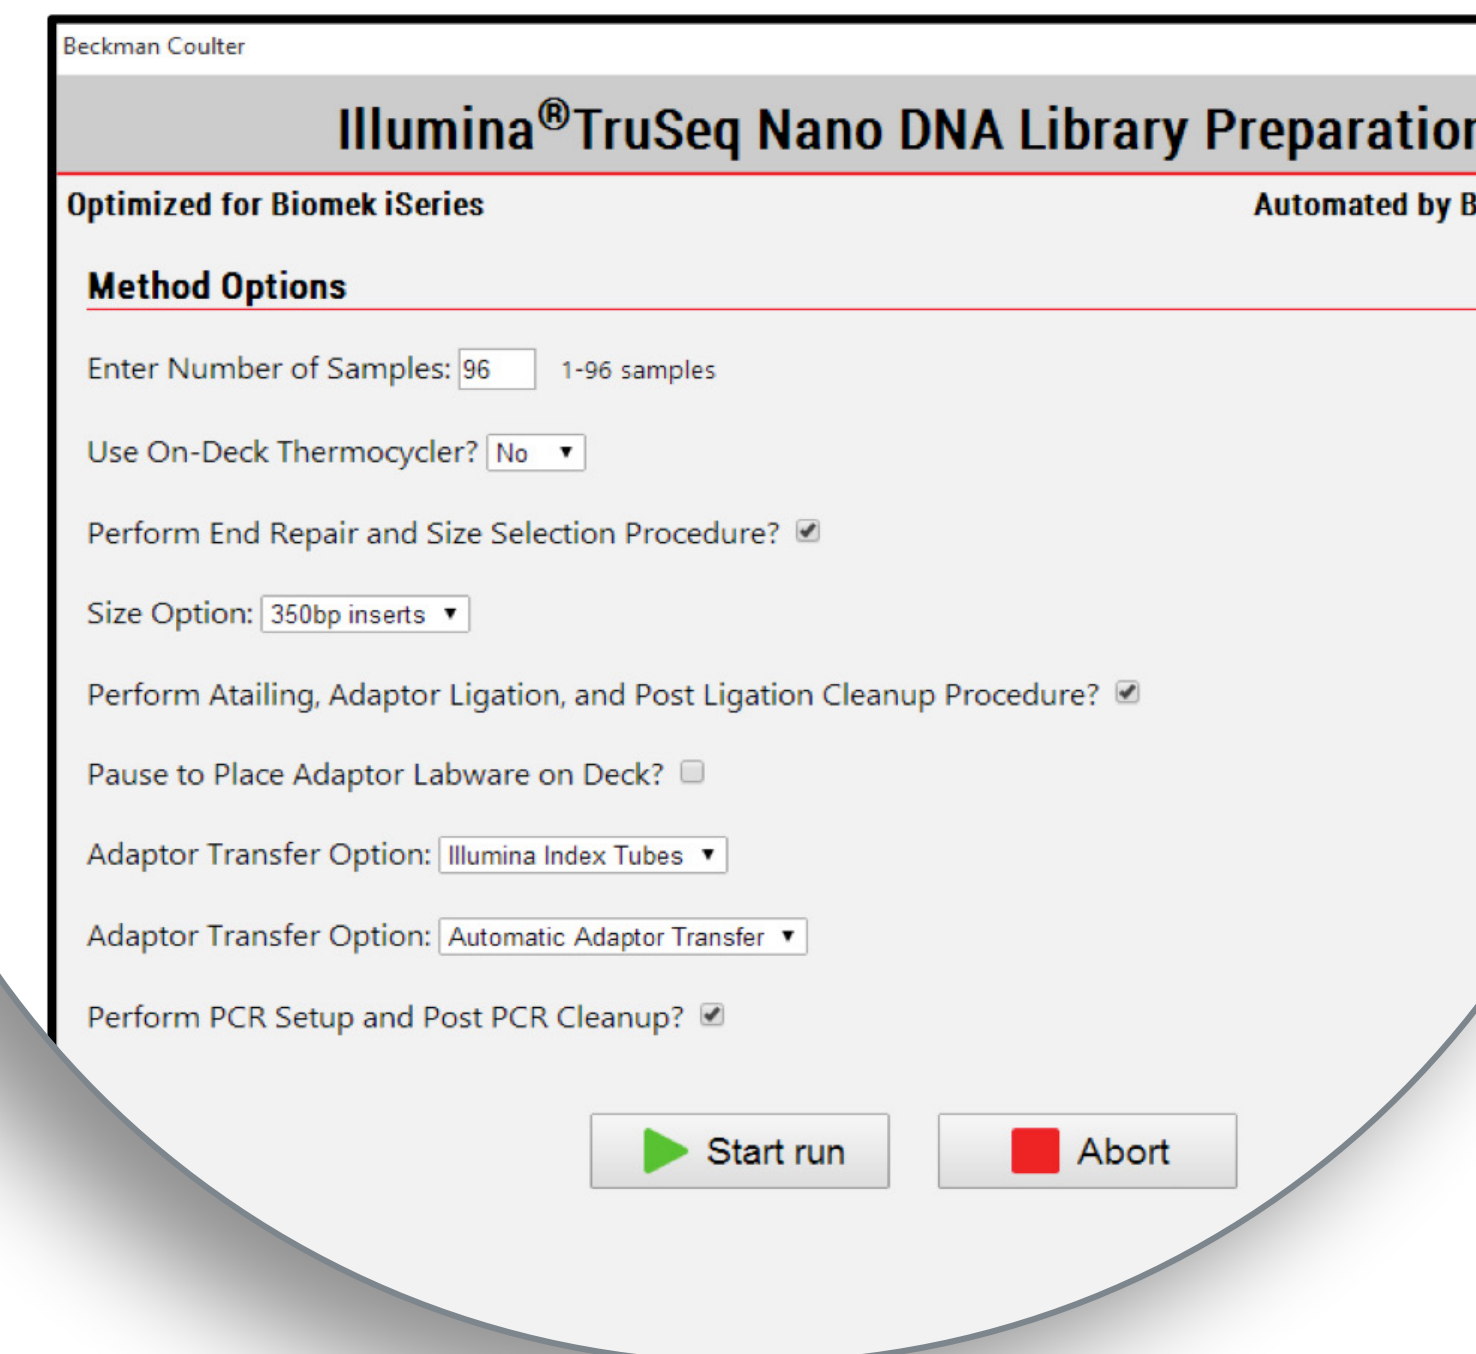 Beckman Coulter
Illumina®TruSeq Nano DNA Library Preparation
Optimized for Biomek iSeries
Automated by
Method Options
Enter Number of Samples: 96 1-96 samples
Use On-Deck Thermocycler? No
Perform End Repair and Size Selection Procedure?
Size Option: 350bp inserts
Perform Atailing, Adaptor Ligation, and Post Ligation Cleanup Procedure?
Pause to Place Adaptor Labware on Deck?
Adaptor Transfer Option: Illumina Index Tubes
Adaptor Transfer Option: Automatic Adaptor Transfer
Perform PCR Setup and Post PCR Cleanup?
Start run
Abort